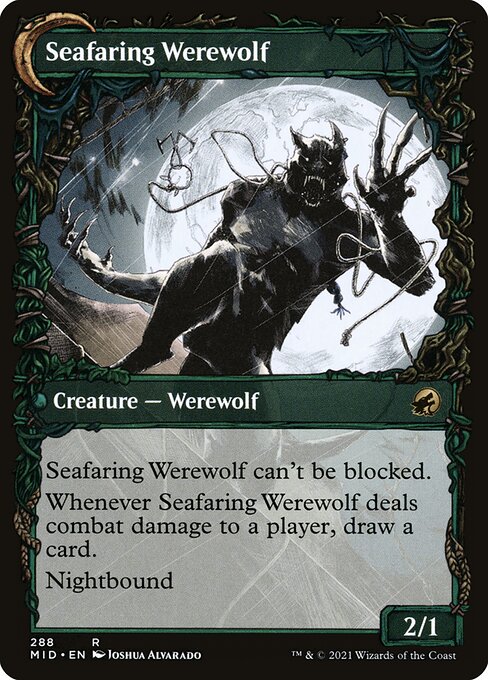 Seafaring Werewolf
Creature — Werewolf
Seafaring Werewolf can't be blocked.
Whenever Seafaring Werewolf deals
combat damage to a player, draw a
card.
Nightbound
2/1
288 R
MID • EN Joshua Alvarado
™ & © 2021 Wizards of the Coast